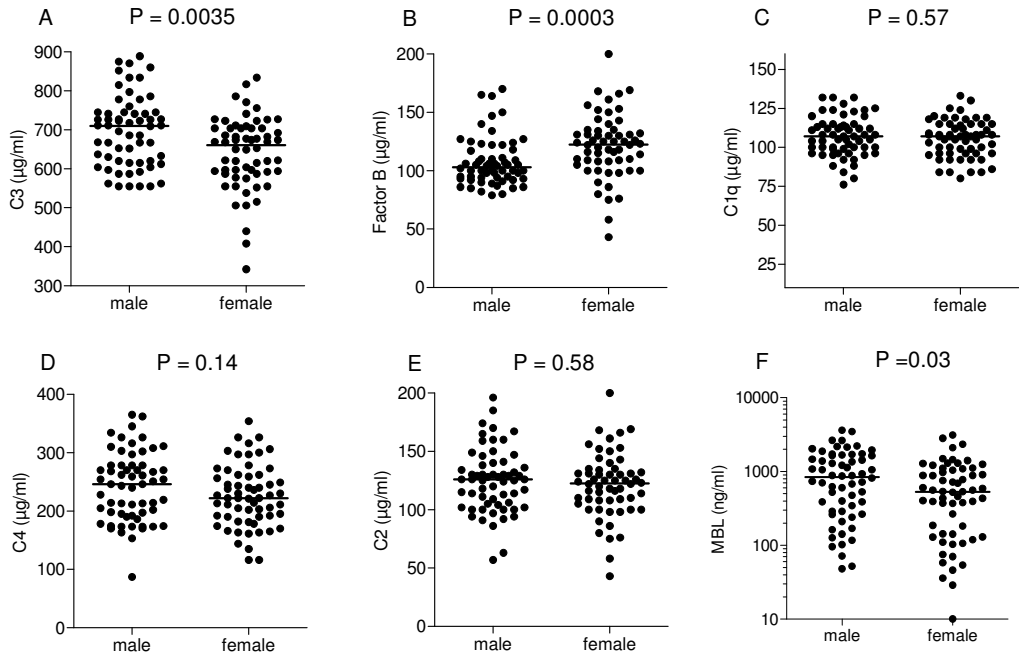 A
P = 0.0035
C3 (µg/ml)
900
800
700
600
500
400
300
male
female
B
P = 0.0003
Factor B (µg/ml)
200
150
100
50
0
male
female
C
P = 0.57
C1q (µg/ml)
150
125
100
75
50
25
male
female
D
P = 0.14
C4 (µg/ml)
400
300
200
100
0
male
female
E
P = 0.58
C2 (µg/ml)
200
150
100
50
0
male
female
F
P =0.03
MBL (ng/ml)
10000
1000
100
10
male
female